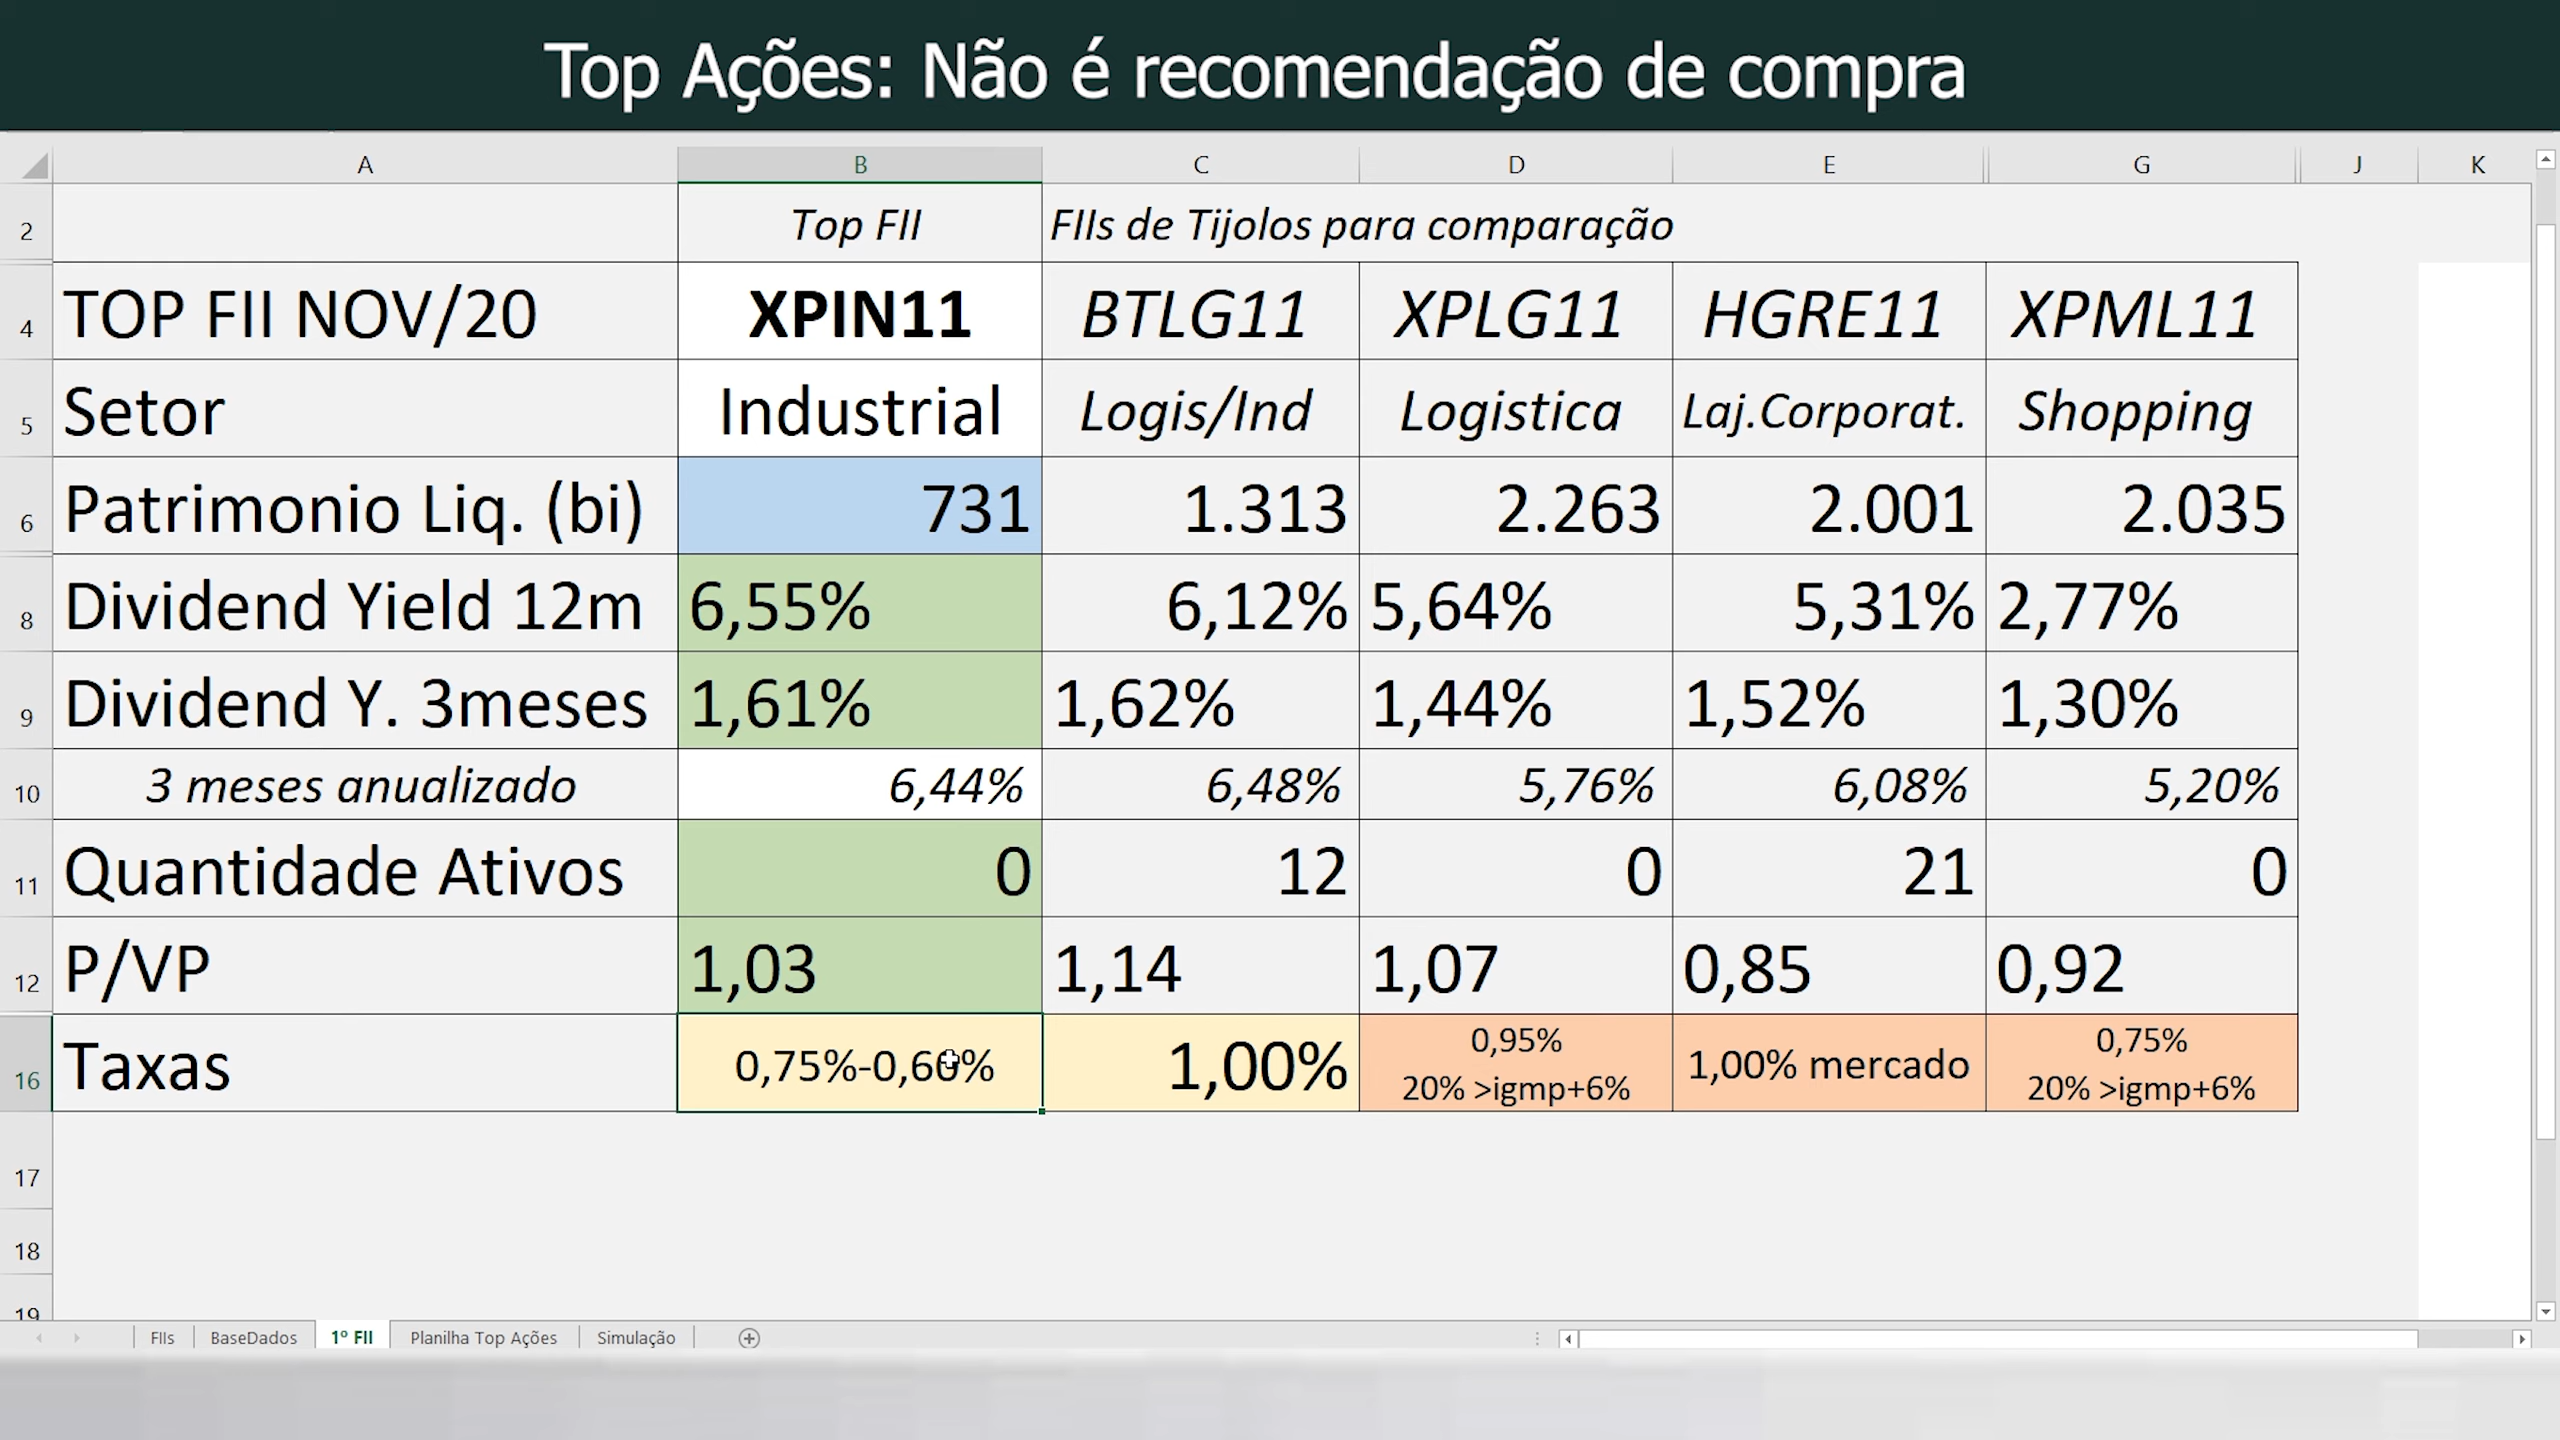 Top Ações: Não é recomendação de compra
A B C D E G J K
2 Top FII FIIs de Tijolos para comparação
4 TOP FII NOV/20 XPIN11 BTLG11 XPLG11 HGRE11 XPML11
5 Setor Industrial Logis/Ind Logistica Laj.Corporat. Shopping
6 Patrimonio Liq. (bi) 731 1.313 2.263 2.001 2.035
8 Dividend Yield 12m 6,55% 6,12% 5,64% 5,31% 2,77%
9 Dividend Y. 3meses 1,61% 1,62% 1,44% 1,52% 1,30%
10 3 meses anualizado 6,44% 6,48% 5,76% 6,08% 5,20%
11 Quantidade Ativos 0 12 0 21 0
12 P/VP 1,03 1,14 1,07 0,85 0,92
16 Taxas 0,75%-0,60% 1,00% 0,95% 1,00% mercado 0,75%
20% >igmp+6% 20% >igmp+6%
17
18
19
FIIs BaseDados 1º FII Planilha Top Ações Simulação